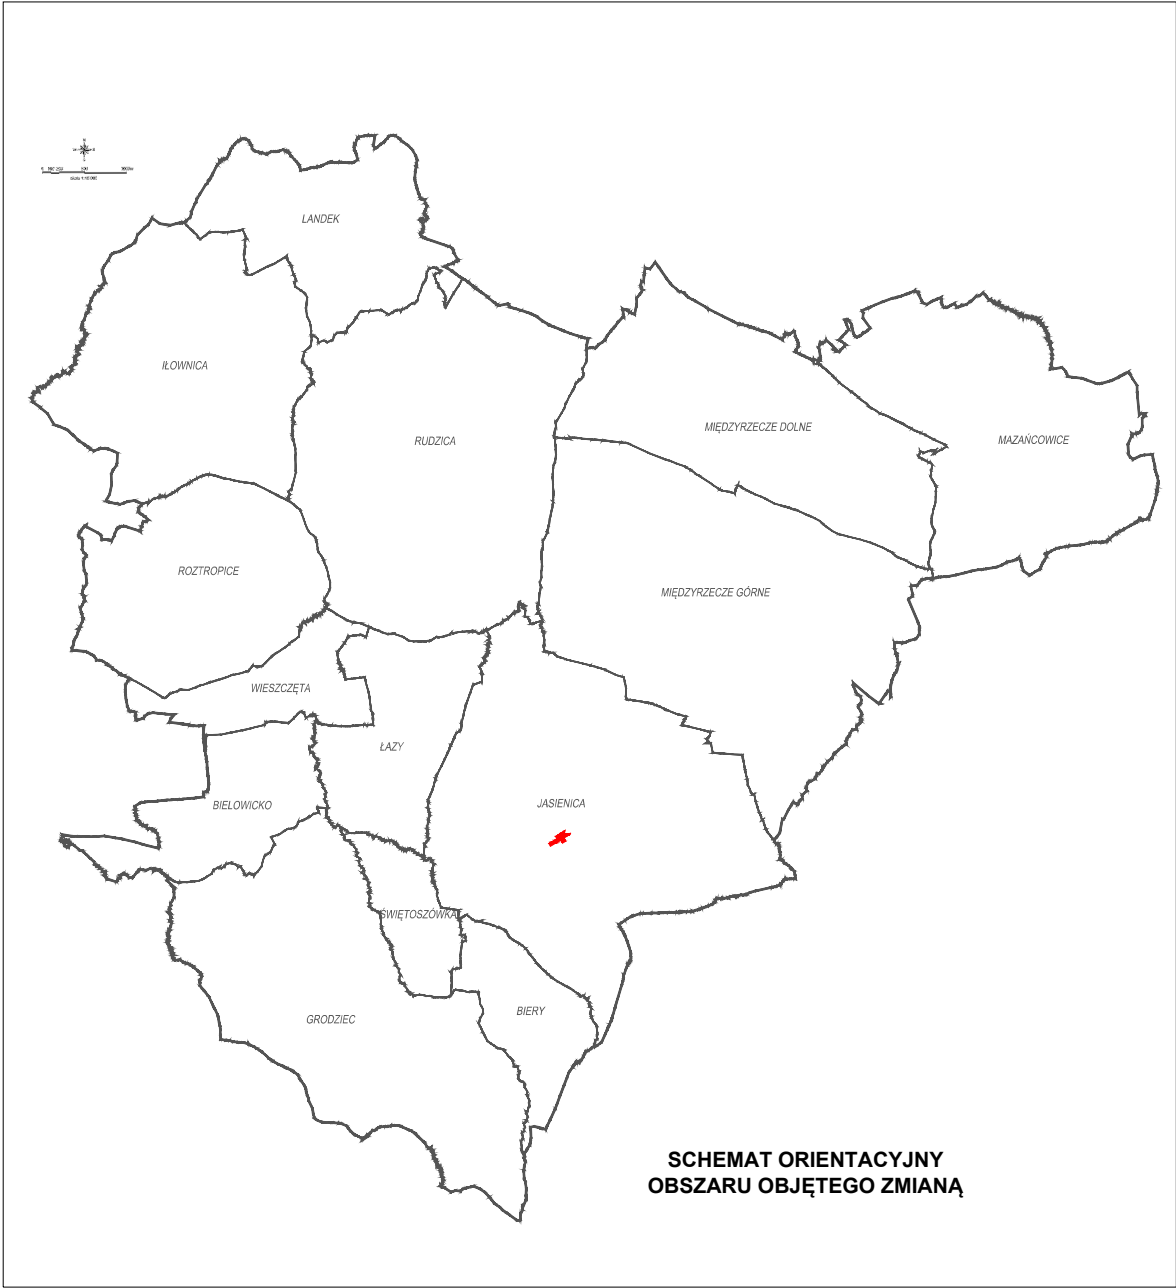 LANDEK
IŁOWNICA
RUDZICA
MIĘDZYRZECZE DOLNE
MAZAŃCOWICE
ROZTROPICE
MIĘDZYRZECZE GÓRNE
WIESZCZĘTA
ŁAZY
BIELOWICKO
JASIENICA
ŚWIĘTOSZÓWKA
BIERY
GRODZIEC
SCHEMAT ORIENTACYJNY
OBSZARU OBJĘTEGO ZMIANĄ